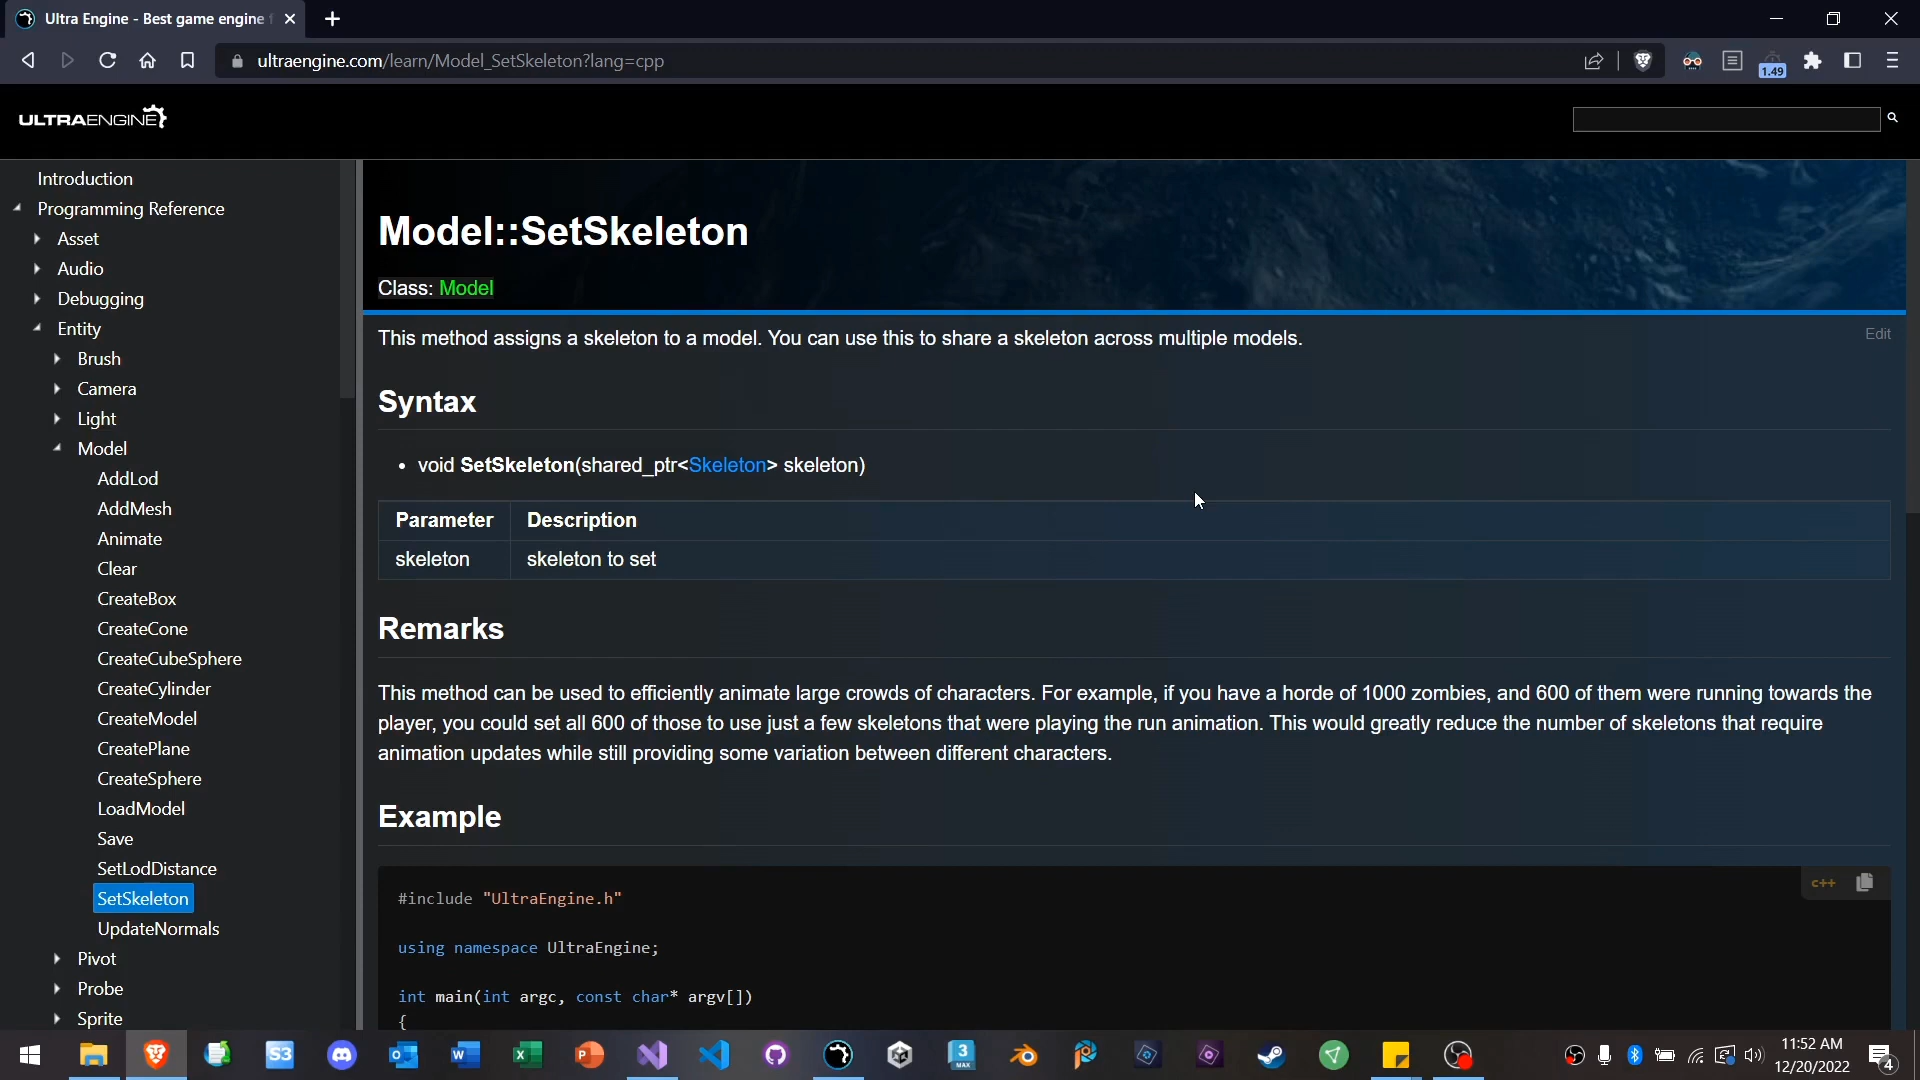 Ultra Engine - Best game engine f
ultraengine.com/learn/Model_SetSkeleton?lang=cpp
1.49
ULTRAENGINE
Introduction
Programming Reference
Asset
Audio
Debugging
Entity
Brush
Camera
Light
Model
AddLod
AddMesh
Animate
Clear
CreateBox
CreateCone
CreateCubeSphere
CreateCylinder
CreateModel
CreatePlane
CreateSphere
LoadModel
Save
SetLodDistance
SetSkeleton
UpdateNormals
Pivot
Probe
Sprite
Model::SetSkeleton
Class: Model
This method assigns a skeleton to a model. You can use this to share a skeleton across multiple models.
Edit
Syntax
• void SetSkeleton(shared_ptr<Skeleton> skeleton)
Parameter Description
skeleton skeleton to set
Remarks
This method can be used to efficiently animate large crowds of characters. For example, if you have a horde of 1000 zombies, and 600 of them were running towards the
player, you could set all 600 of those to use just a few skeletons that were playing the run animation. This would greatly reduce the number of skeletons that require
animation updates while still providing some variation between different characters.
Example
c++
#include "UltraEngine.h"
using namespace UltraEngine;
int main(int argc, const char* argv[])
{
S3
3
MAX
11:52 AM
12/20/2022
4